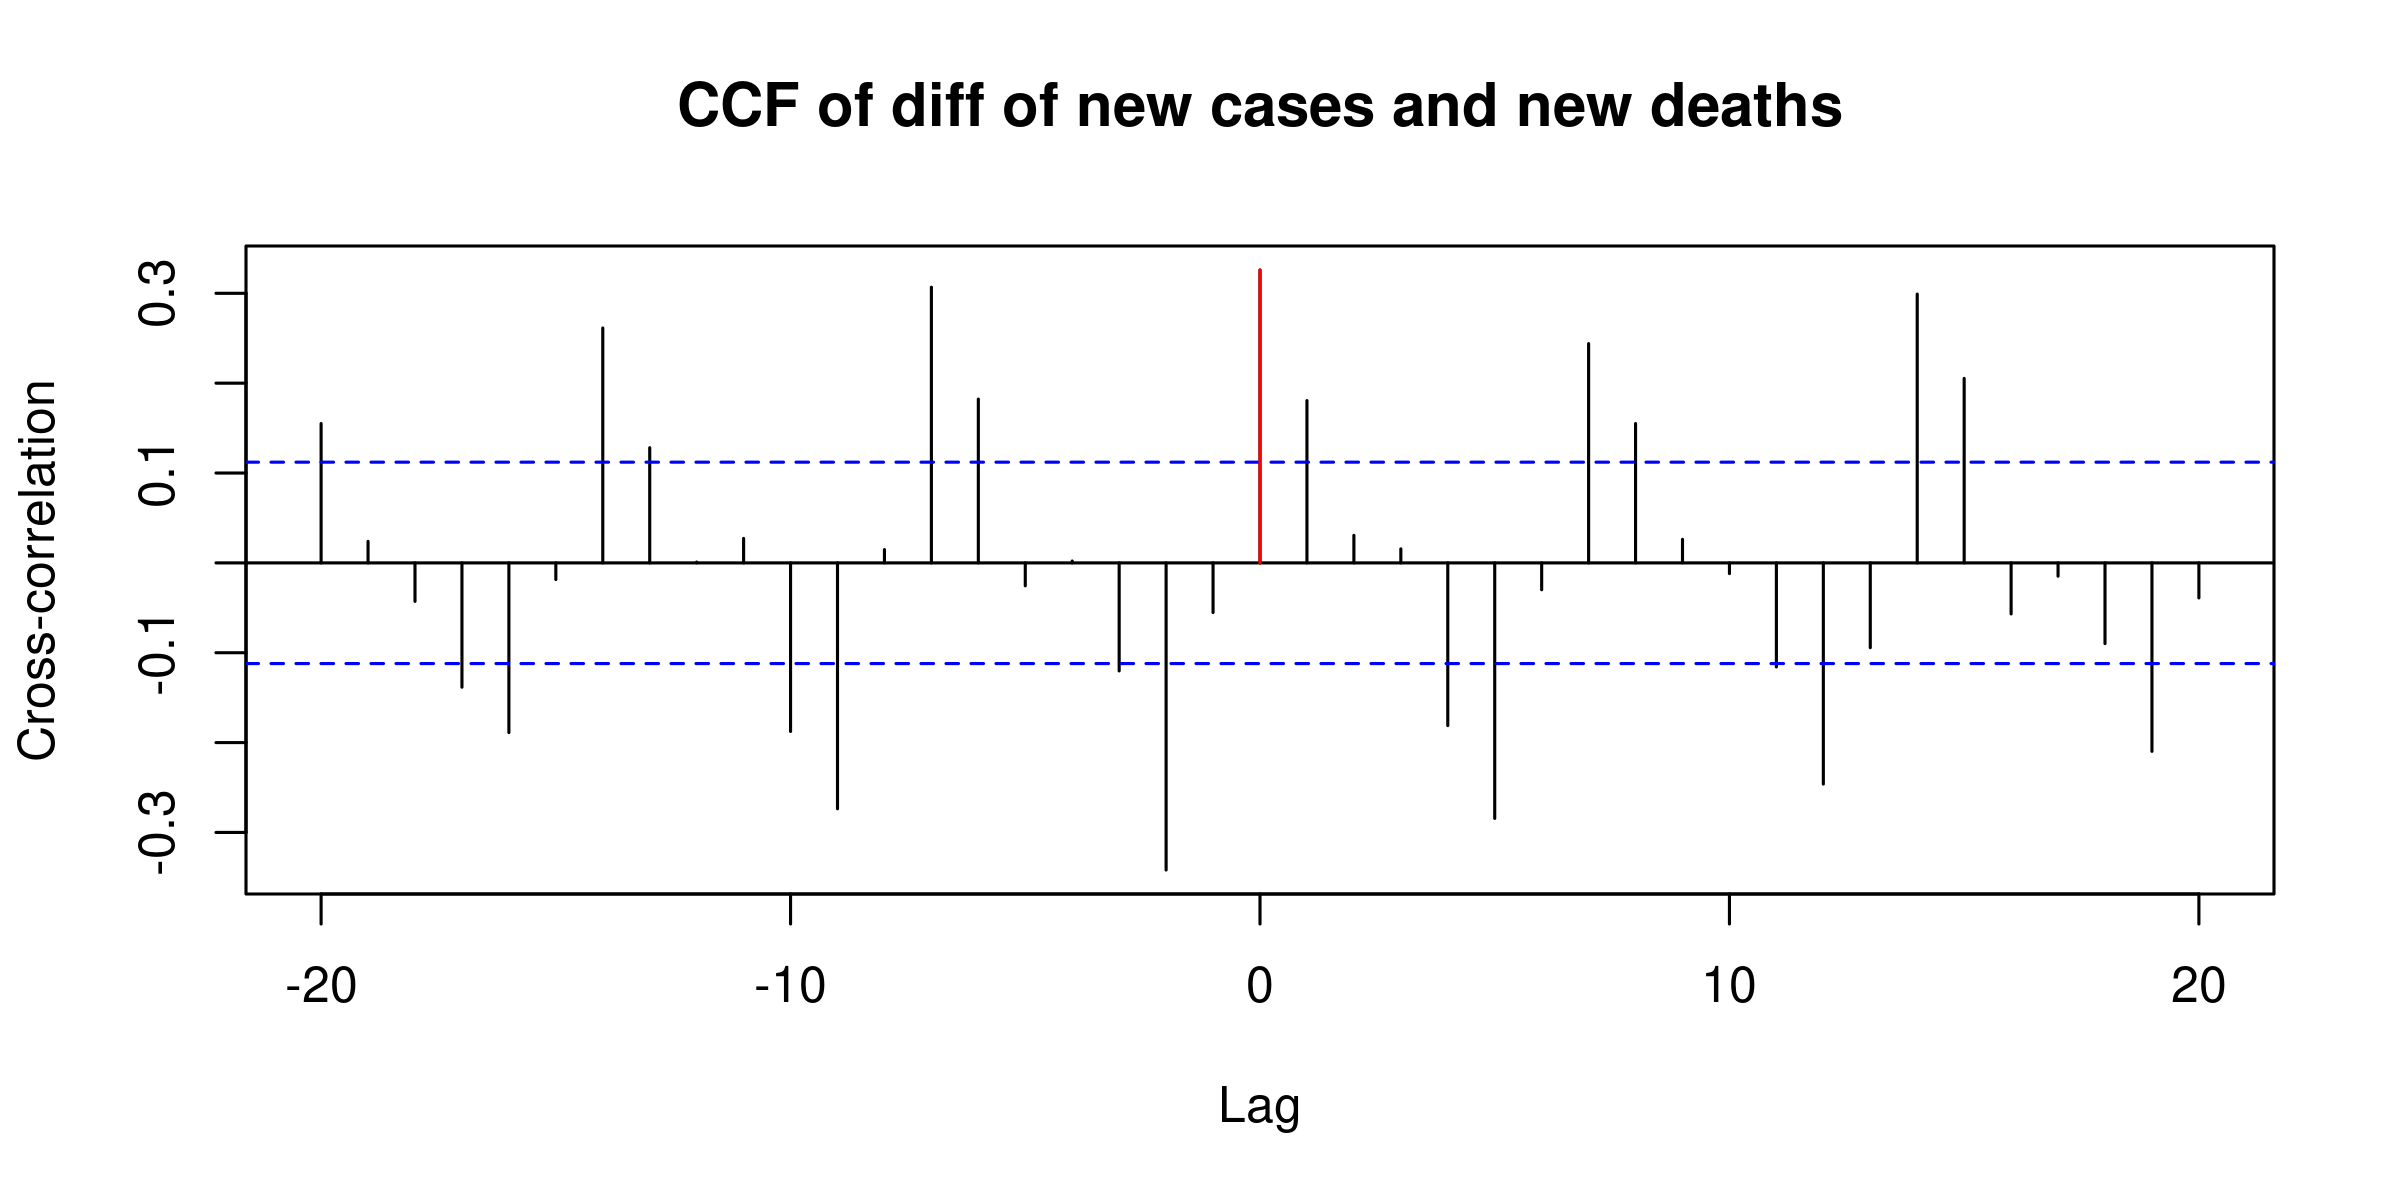 CCF of diff of new cases and new deaths
Cross-correlation
0.3
0.1
-0.1
-0.3
-20 -10 0 10 20
Lag